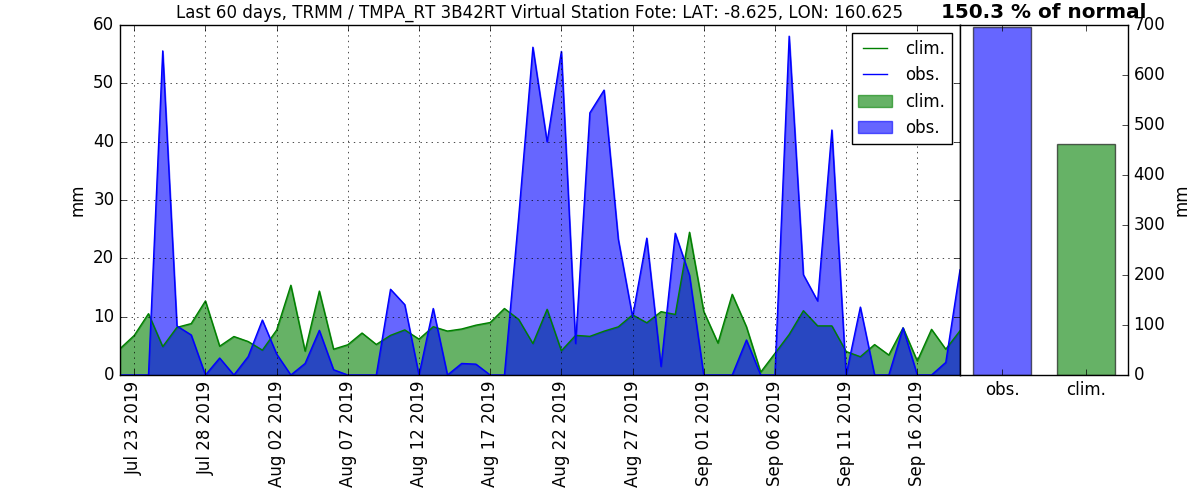 Last 60 days, TRMM / TMPA_RT 3B42RT Virtual Station Fote: LAT: -8.625, LON: 160.625
150.3 % of normal
60
50
40
30
20
10
0
mm
clim.
obs.
clim.
obs.
700
600
500
400
300
200
100
0
mm
Jul 23 2019
Jul 28 2019
Aug 02 2019
Aug 07 2019
Aug 12 2019
Aug 17 2019
Aug 22 2019
Aug 27 2019
Sep 01 2019
Sep 06 2019
Sep 11 2019
Sep 16 2019
obs.
clim.